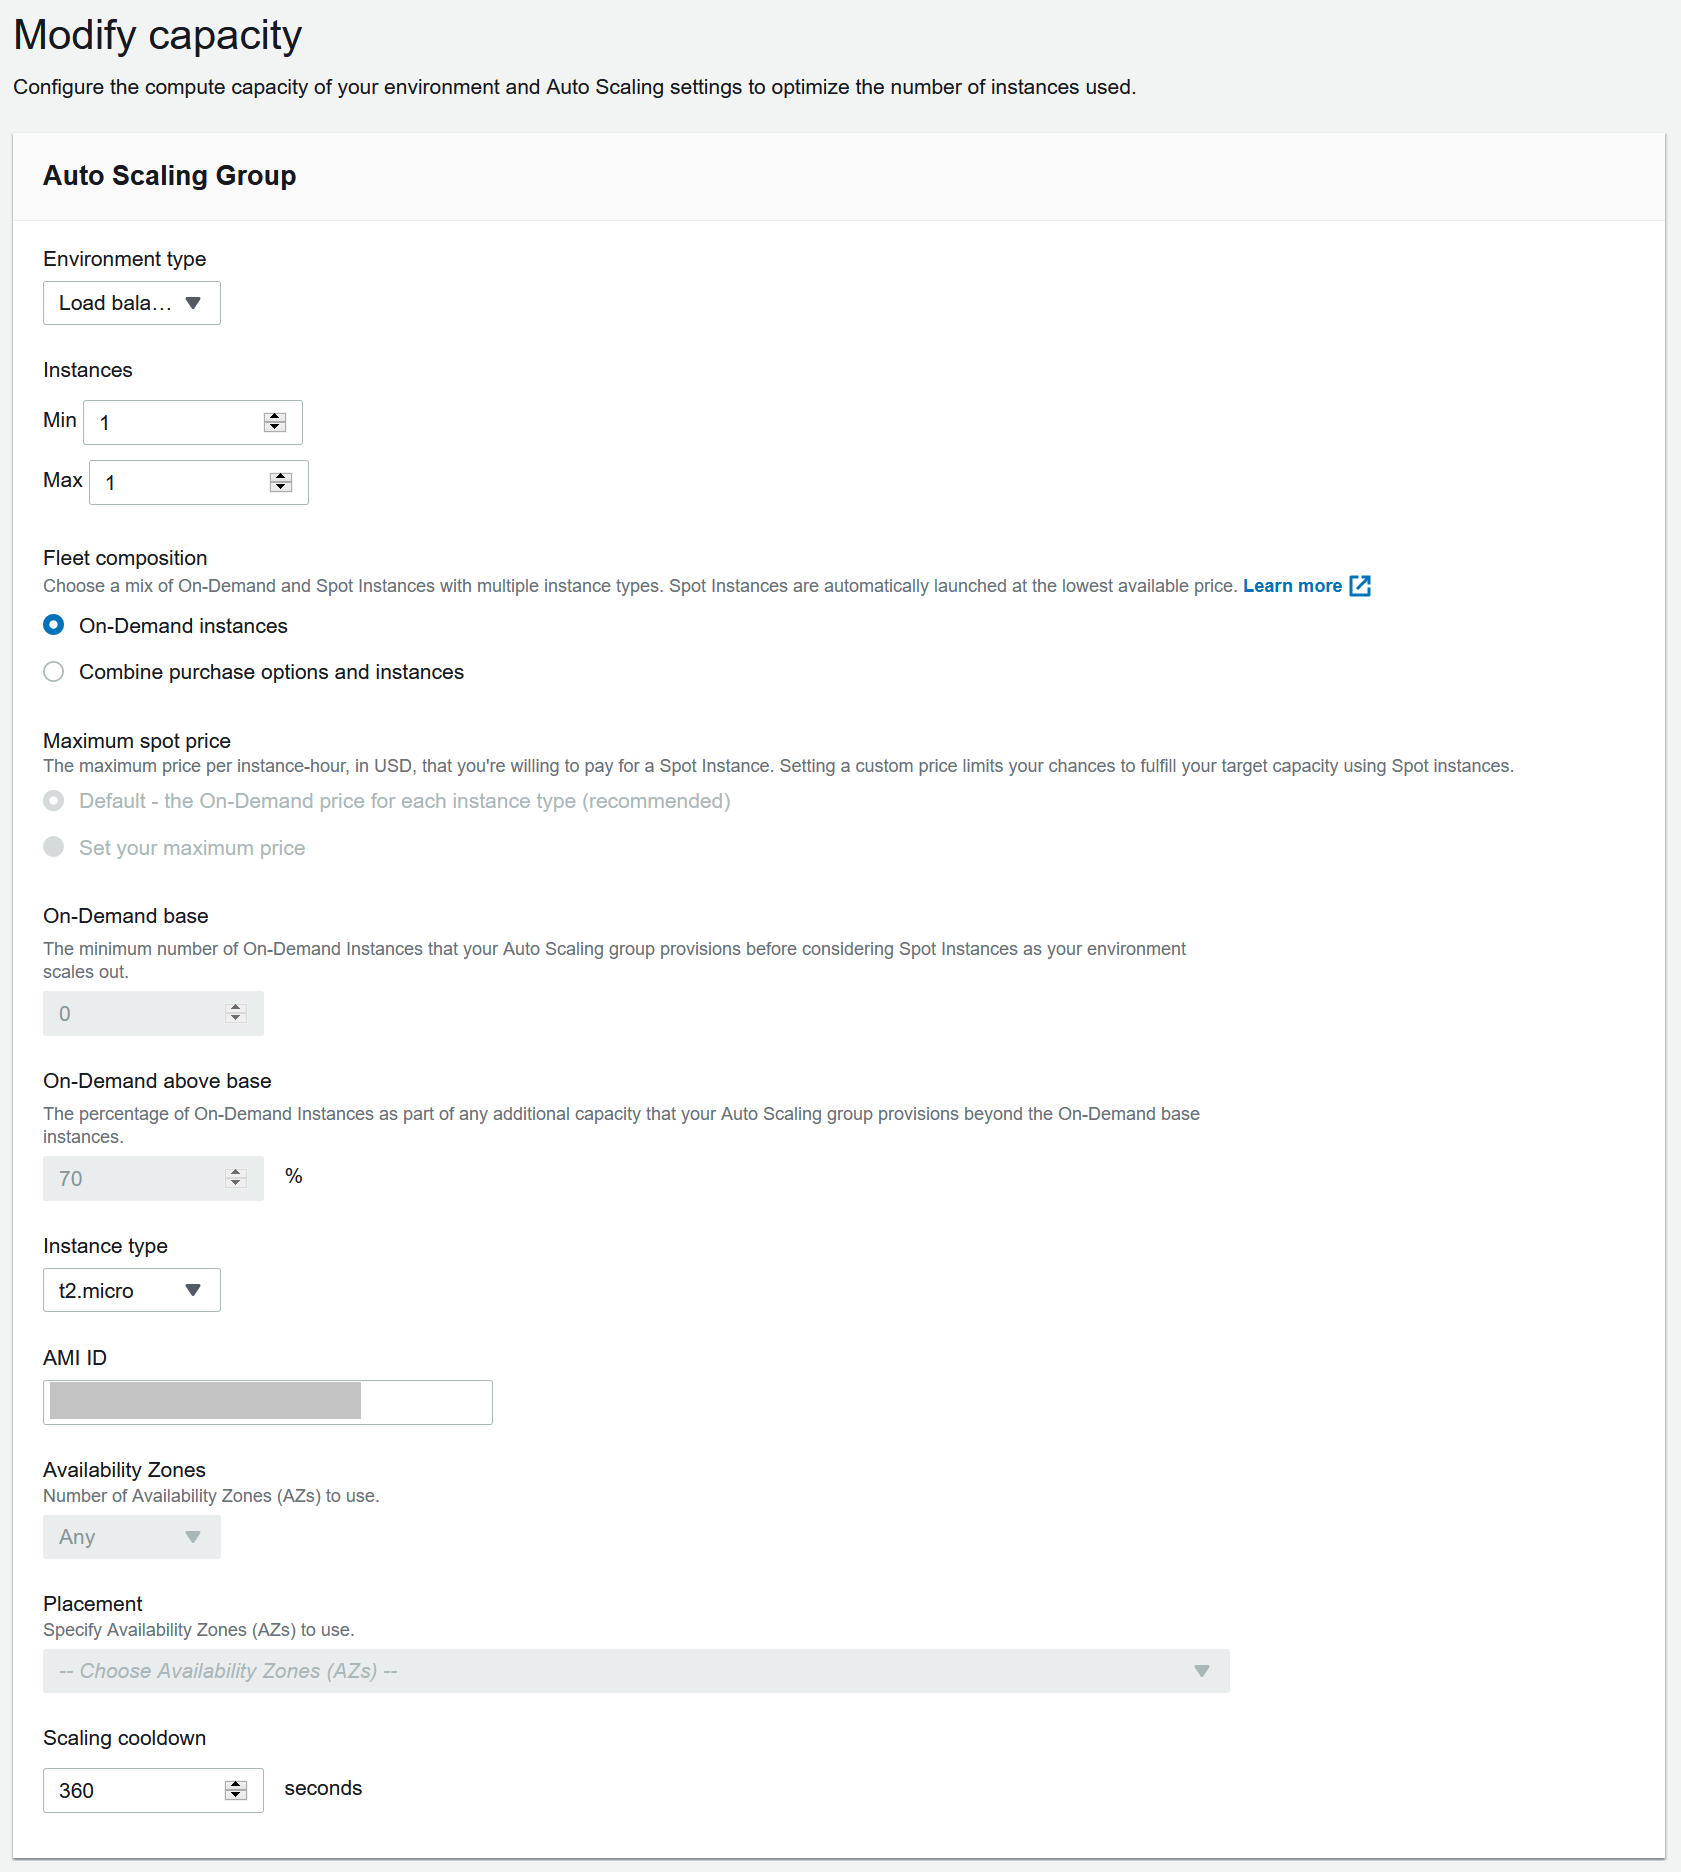 Modify capacity
Configure the compute capacity of your environment and Auto Scaling settings to optimize the number of instances used.
Auto Scaling Group
Environment type
Load bala...
Instances
Min 1
Max 1
Fleet composition
Choose a mix of On-Demand and Spot Instances with multiple instance types. Spot Instances are automatically launched at the lowest available price. Learn more
On-Demand instances
Combine purchase options and instances
Maximum spot price
The maximum price per instance-hour, in USD, that you're willing to pay for a Spot Instance. Setting a custom price limits your chances to fulfill your target capacity using Spot instances.
Default - the On-Demand price for each instance type (recommended)
Set your maximum price
On-Demand base
The minimum number of On-Demand Instances that your Auto Scaling group provisions before considering Spot Instances as your environment
scales out.
0
On-Demand above base
The percentage of On-Demand Instances as part of any additional capacity that your Auto Scaling group provisions beyond the On-Demand base
instances.
70 %
Instance type
t2.micro
AMI ID
Availability Zones
Number of Availability Zones (AZs) to use.
Any
Placement
Specify Availability Zones (AZs) to use.
-- Choose Availability Zones (AZs) --
Scaling cooldown
360 seconds